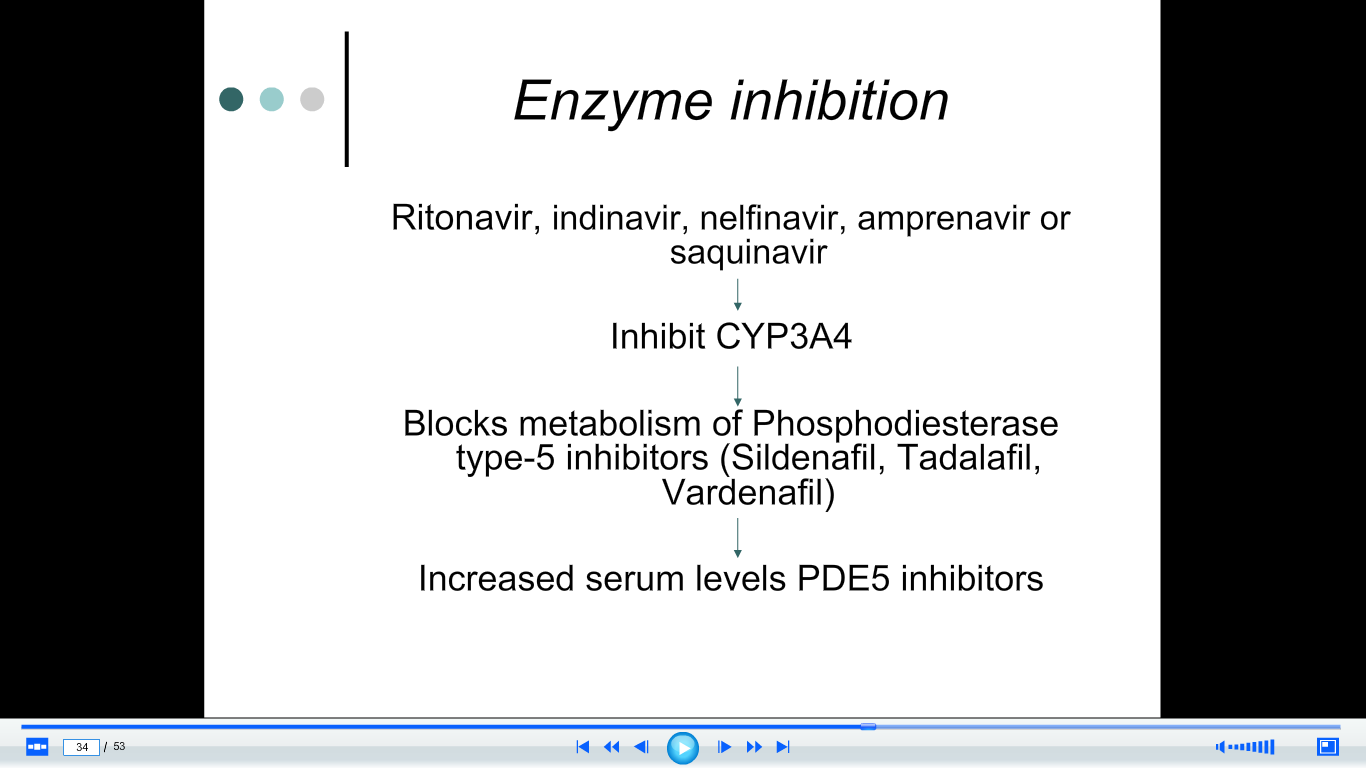 Enzyme inhibition
Ritonavir, indinavir, nelfinavir, amprenavir or
saquinavir
Inhibit CYP3A4
Blocks metabolism of Phosphodiesterase
type-5 inhibitors (Sildenafil, Tadalafil,
Vardenafil)
Increased serum levels PDE5 inhibitors
34 / 53